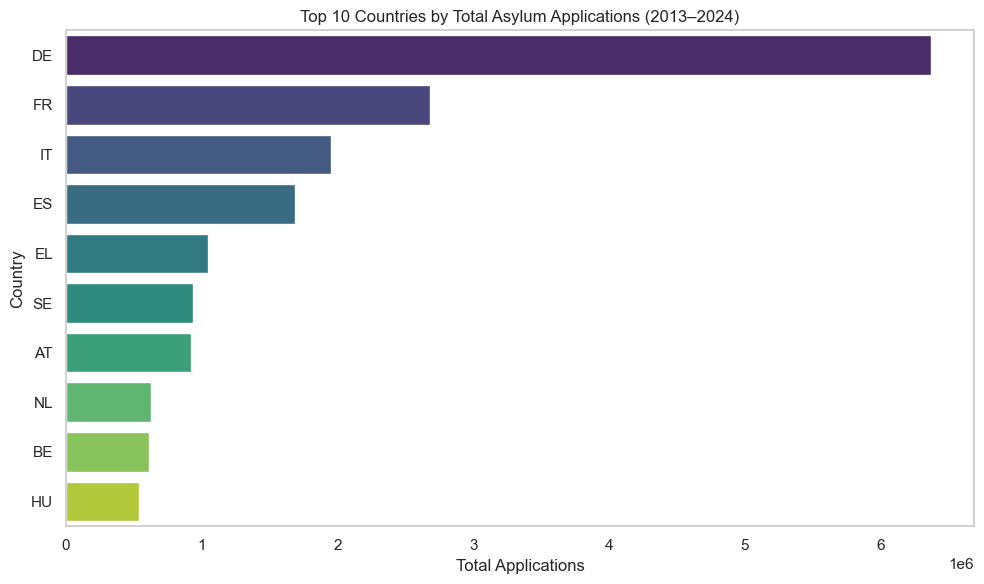 Top 10 Countries by Total Asylum Applications (2013–2024)
Country
DE
FR
IT
ES
EL
SE
AT
NL
BE
HU
0 1 2 3 4 5 6
1e6
Total Applications